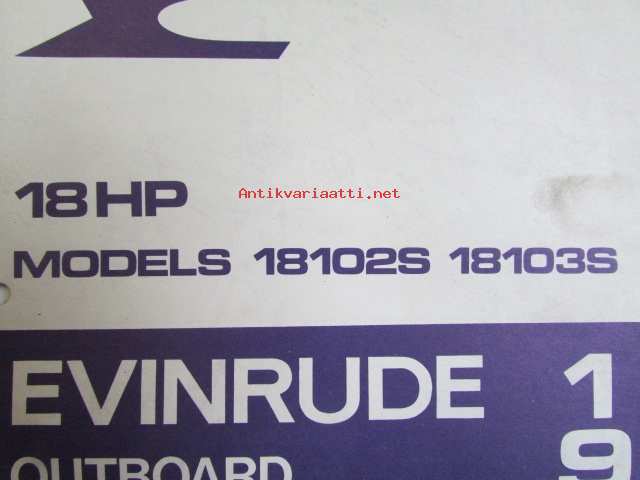 18 HP
Antikvariaatti.net
MODELS 18102S 18103S
EVINRUDE 1
9
OUTBOARD